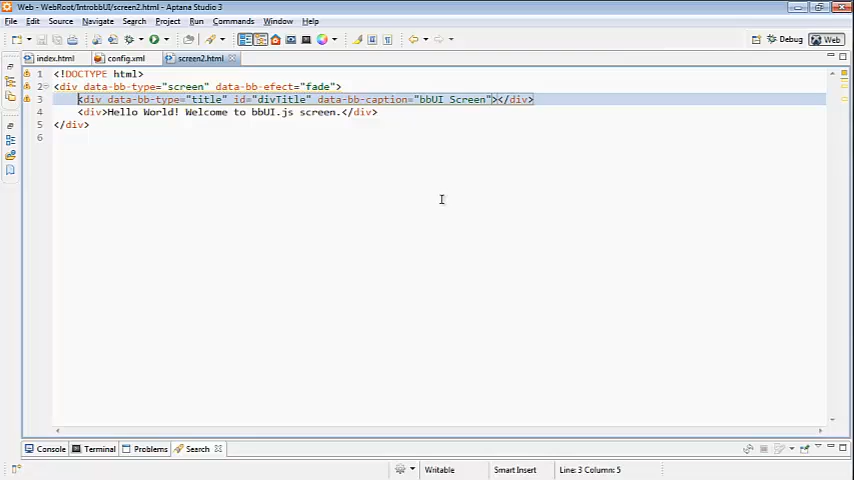 Web - WebRoot/IntrobbUI/screen2.html - Aptana Studio 3
File Edit Source Navigate Search Project Run Commands Window Help
Debug Web
index.html config.xml screen2.html
1 <!DOCTYPE html>
2 <div data-bb-type="screen" data-bb-efect="fade">
3 <div data-bb-type="title" id="divTitle" data-bb-caption="bbUI Screen"></div>
4 <div>Hello World! Welcome to bbUI.js screen.</div>
5 </div>
6
Console Terminal Problems Search
Writable Smart Insert Line: 3 Column: 5